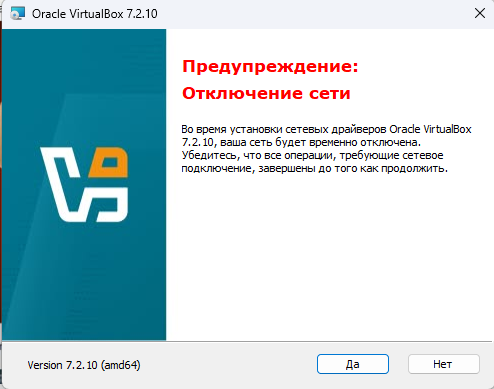 Oracle VirtualBox 7.2.10
Предупреждение:
Отключение сети
Во время установки сетевых драйверов Oracle VirtualBox
7.2.10, ваша сеть будет временно отключена.
Убедитесь, что все операции, требующие сетевое
подключение, завершены до того как продолжить.
Version 7.2.10 (amd64)
Да
Нет